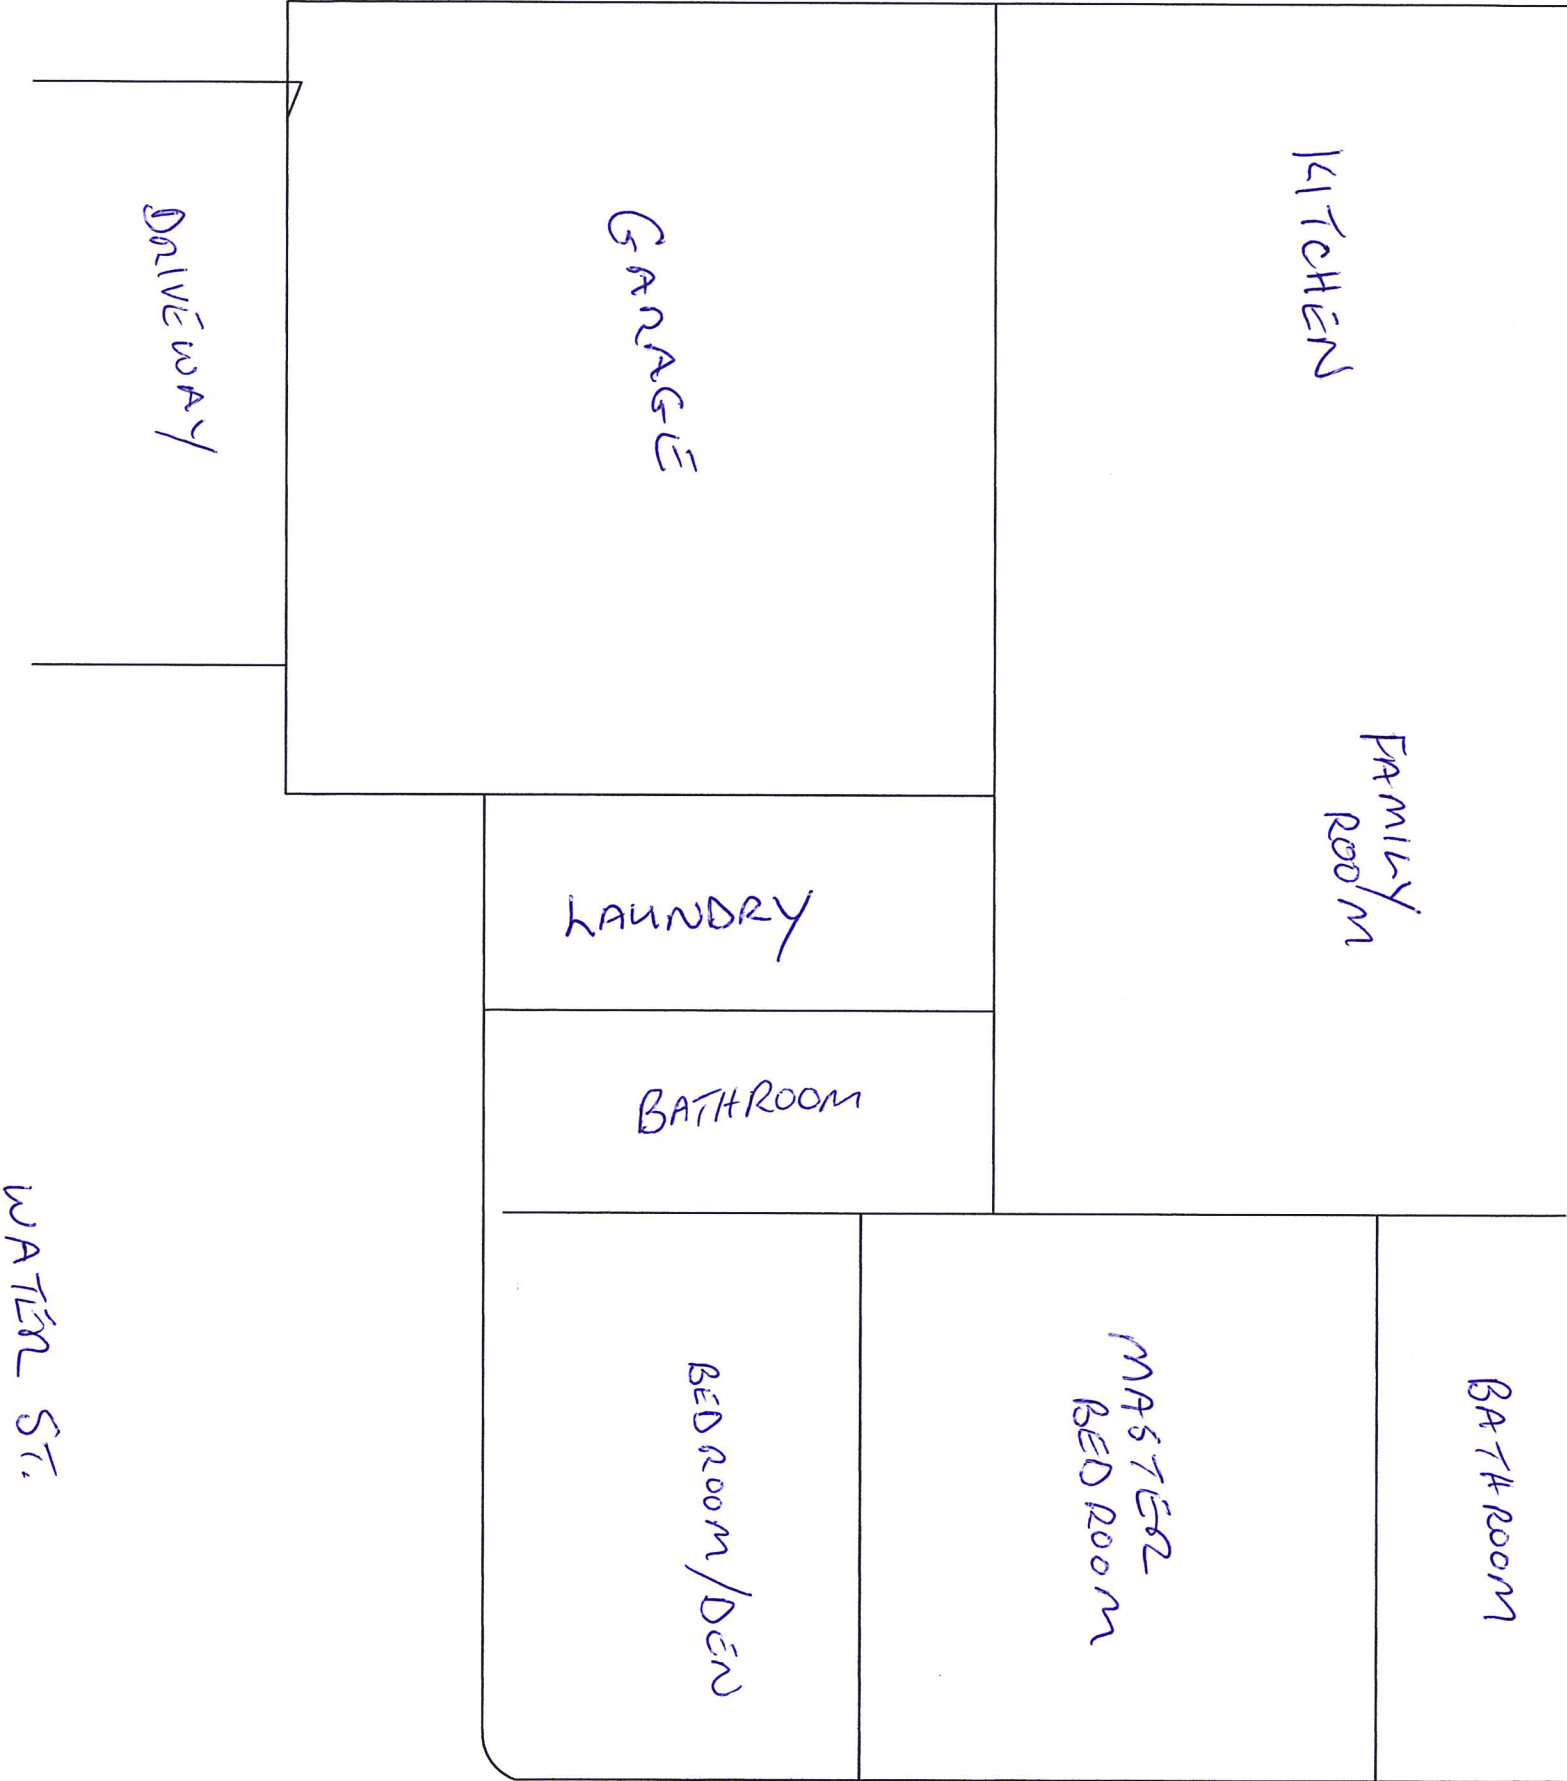 KITCHEN
GARAGE
DRIVEWAY
FAMILY
ROOM
LAUNDRY
BATHROOM
BATHROOM
MASTER
BEDROOM
BEDROOM/DEN
WATER ST.